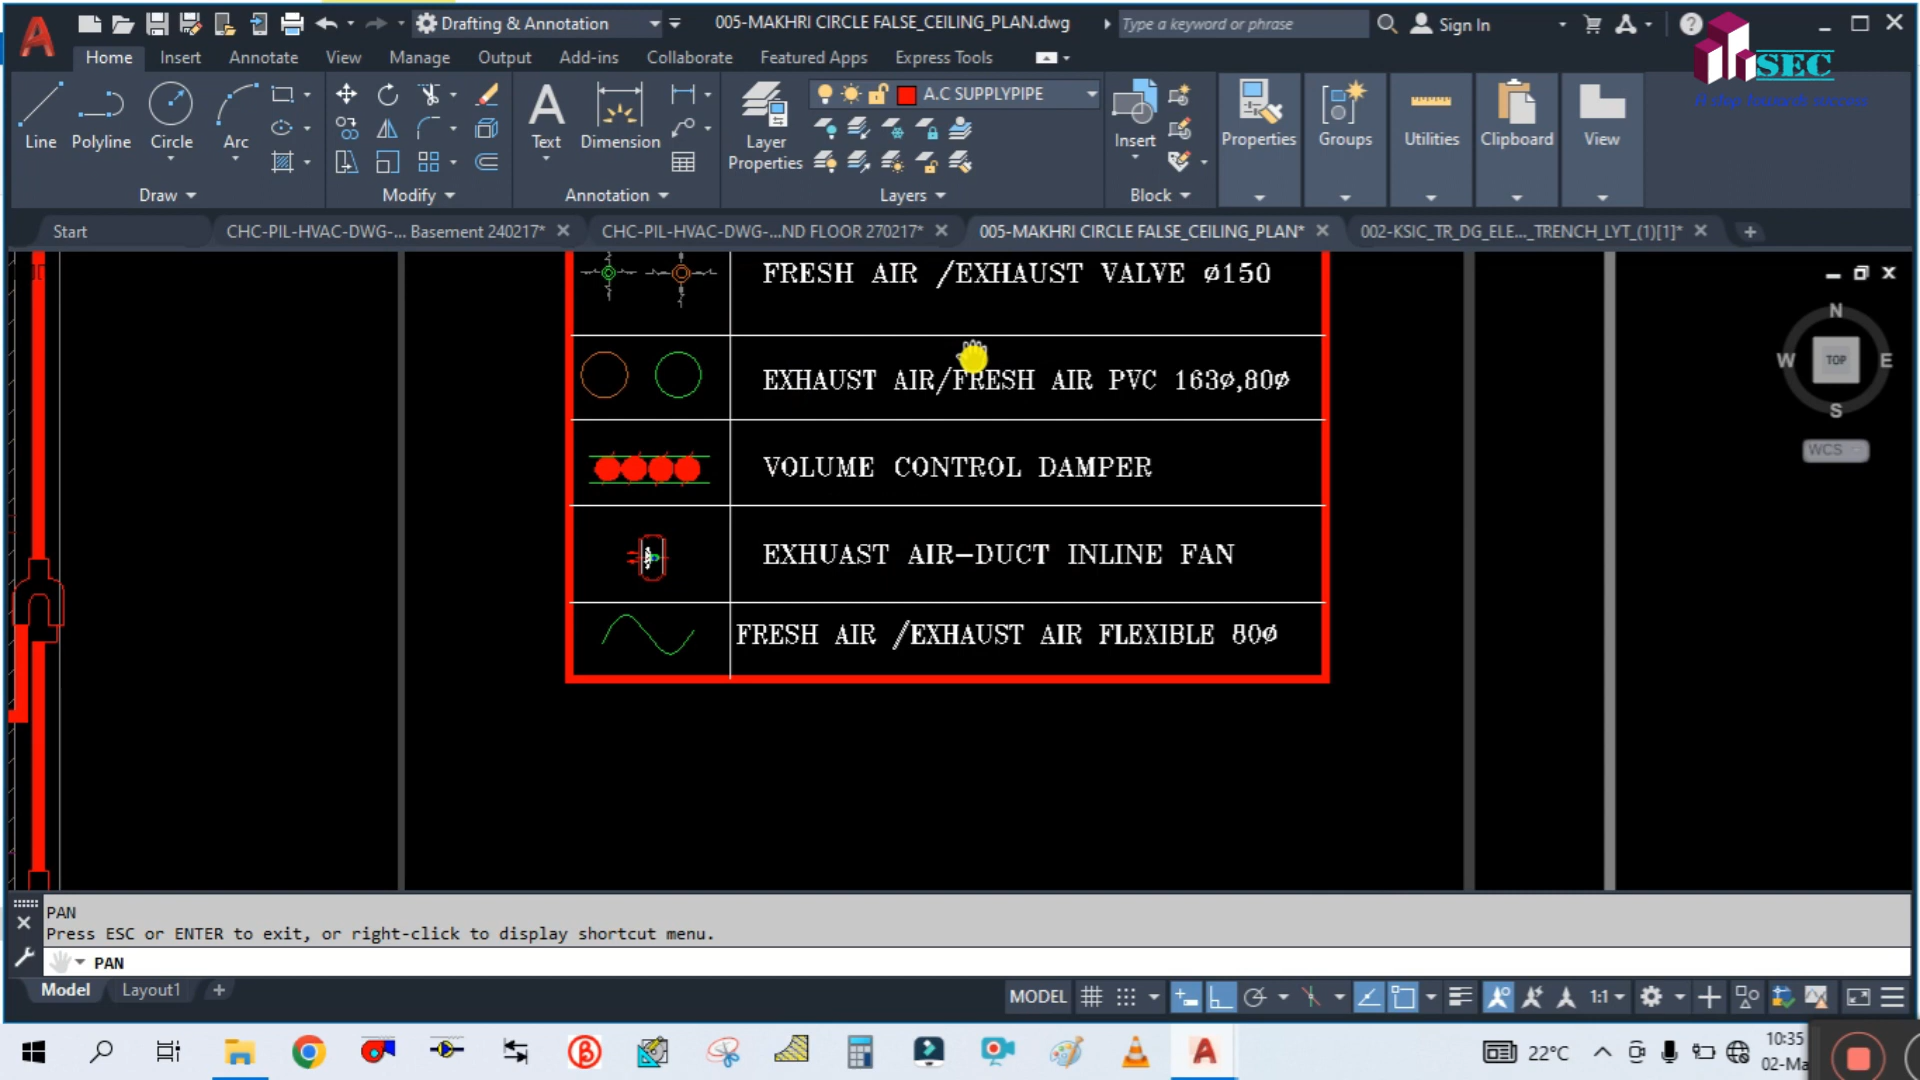 Drafting & Annotation
005-MAKHRI CIRCLE FALSE_CEILING_PLAN.dwg
Type a keyword or phrase
Sign In
SEC
A step towards success
Home
Insert
Annotate
View
Manage
Output
Add-ins
Collaborate
Featured Apps
Express Tools
A.C SUPPLYPIPE
Line
Polyline
Circle
Arc
Text
Dimension
Layer
Properties
Insert
Properties
Groups
Utilities
Clipboard
View
Draw
Modify
Annotation
Layers
Block
Start
CHC-PIL-HVAC-DWG-... Basement 240217*
CHC-PIL-HVAC-DWG-...ND FLOOR 270217*
005-MAKHRI CIRCLE FALSE_CEILING_PLAN*
002-KSIC_TR_DG_ELE..._TRENCH_LYT_(1)[1]*
FRESH AIR /EXHAUST VALVE ø150
EXHAUST AIR/FRESH AIR PVC 163ø,80ø
VOLUME CONTROL DAMPER
EXHUAST AIR-DUCT INLINE FAN
FRESH AIR /EXHAUST AIR FLEXIBLE 80ø
N
W
TOP
E
S
WCS
PAN
Press ESC or ENTER to exit, or right-click to display shortcut menu.
PAN
Model
Layout1
MODEL
1:1
22°C
10:35
02-Ma